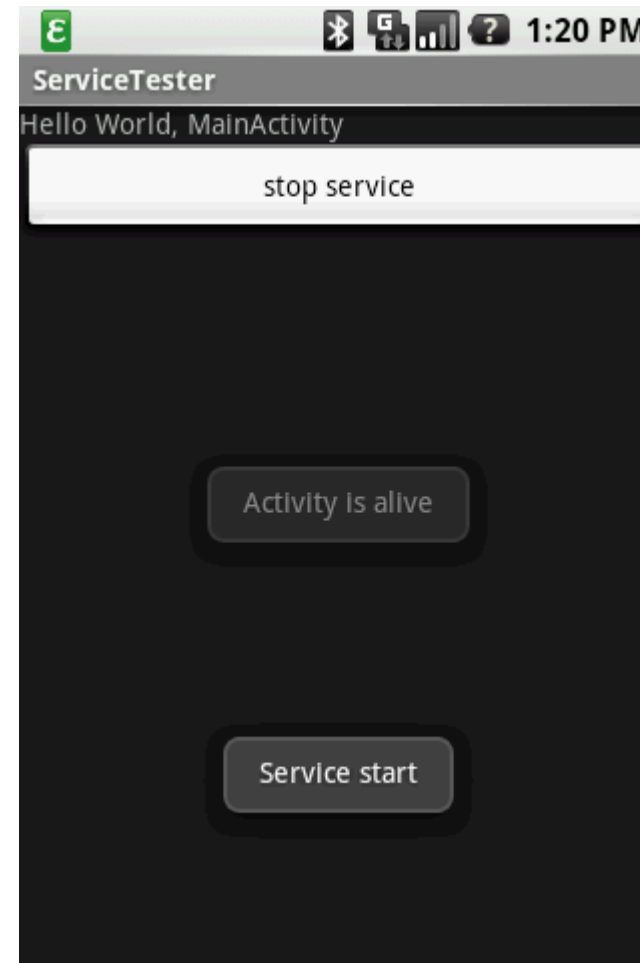 ε G ? 1:20 PM
ServiceTester
Hello World, MainActivity
stop service
Activity is alive
Service start